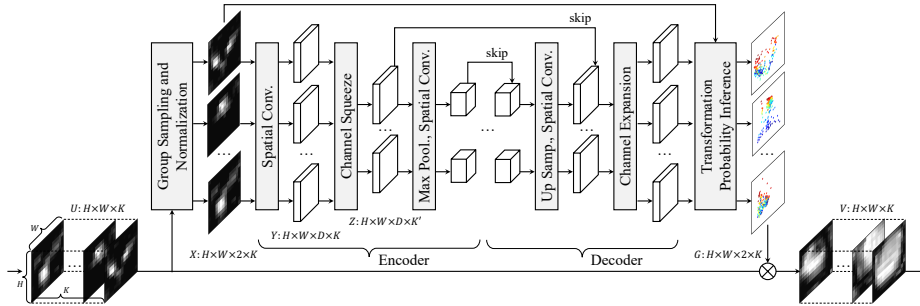 skip
skip
Group Sampling and
Normalization
Spatial Conv.
Channel Squeeze
Max Pool., Spatial Conv.
Up Samp., Spatial Conv.
Channel Expansion
Transformation
Probability Inference
...
...
...
...
...
...
...
...
U: H×W×K
W
H
K
...
X: H×W×2×K
Y: H×W×D×K
Z: H×W×D×K′
Encoder
Decoder
G: H×W×2×K
V: H×W×K
...